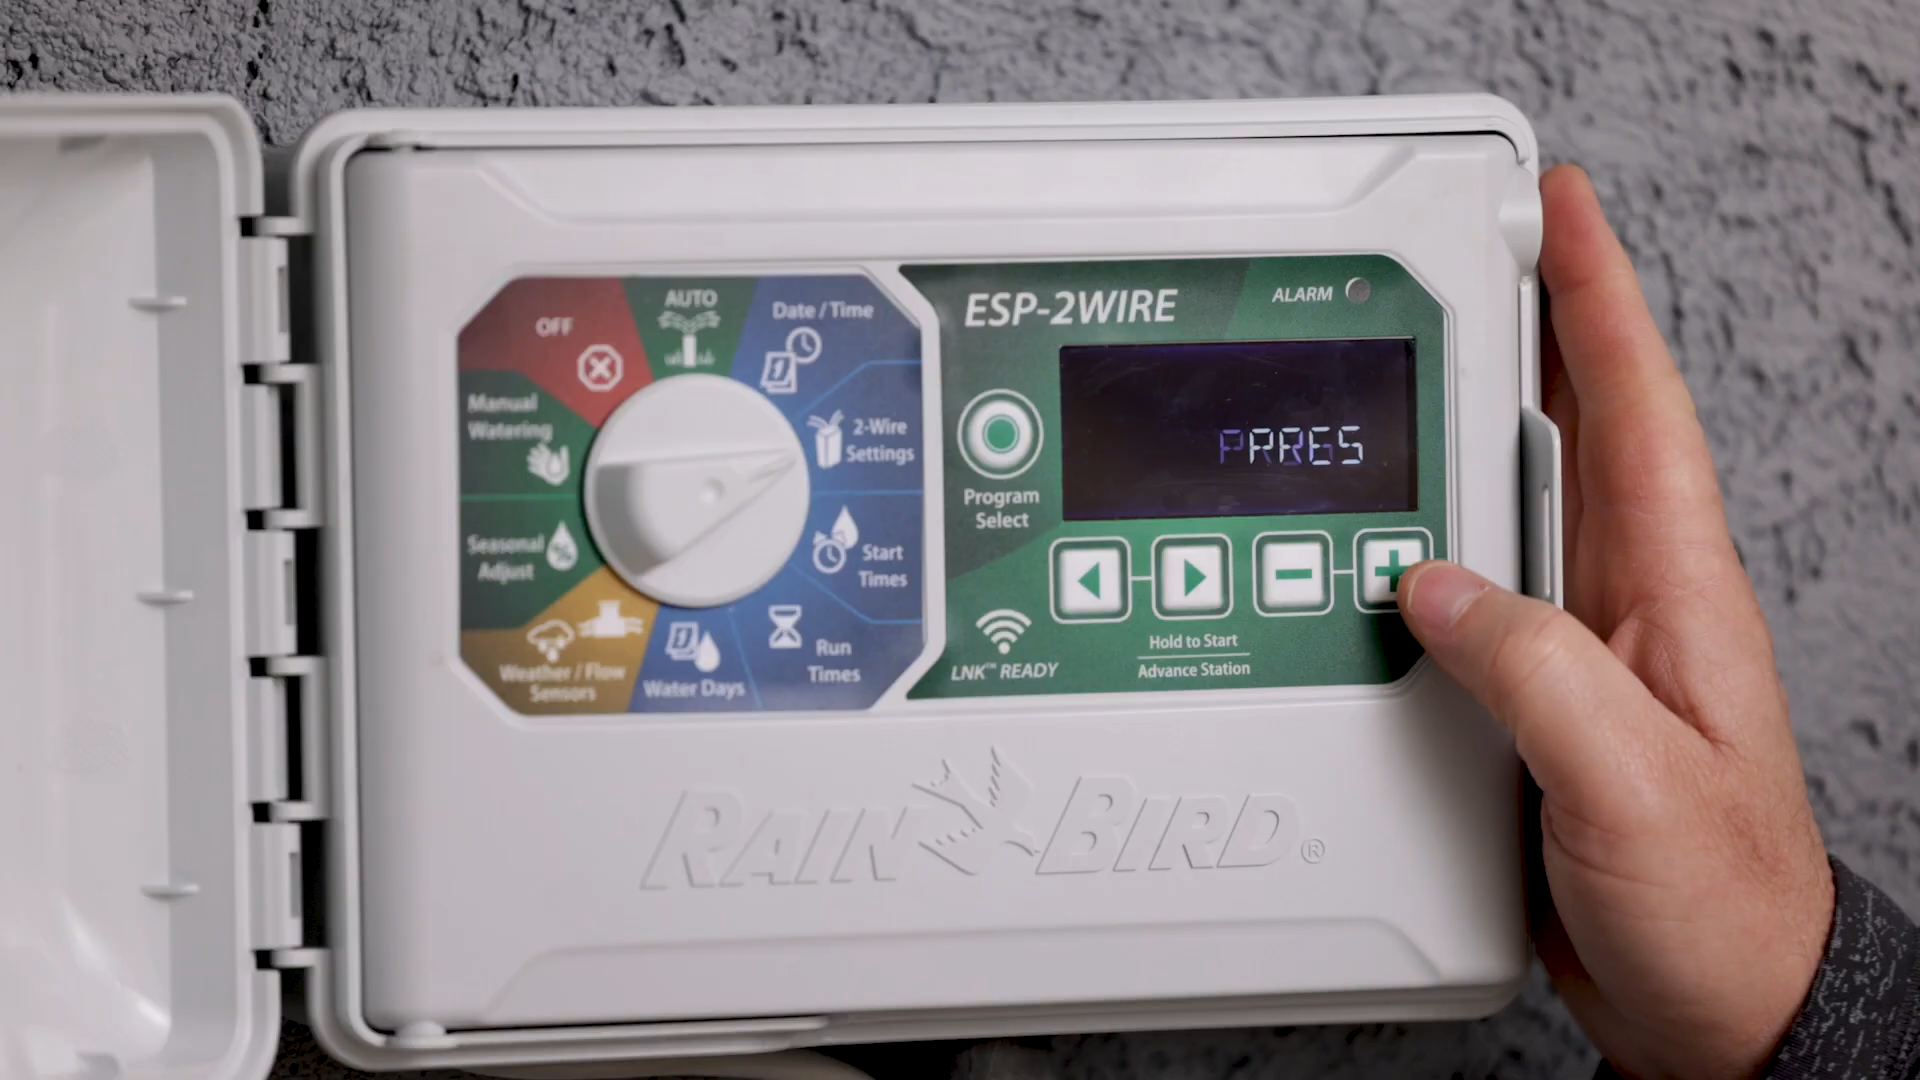 OFF
AUTO
Date / Time
Manual
Watering
2-Wire
Settings
Seasonal
Adjust
Start
Times
Weather / Flow
Sensors
Water Days
Run
Times
ESP-2WIRE
ALARM
Program
Select
LNK™ READY
Hold to Start
Advance Station
RAIN BIRD®